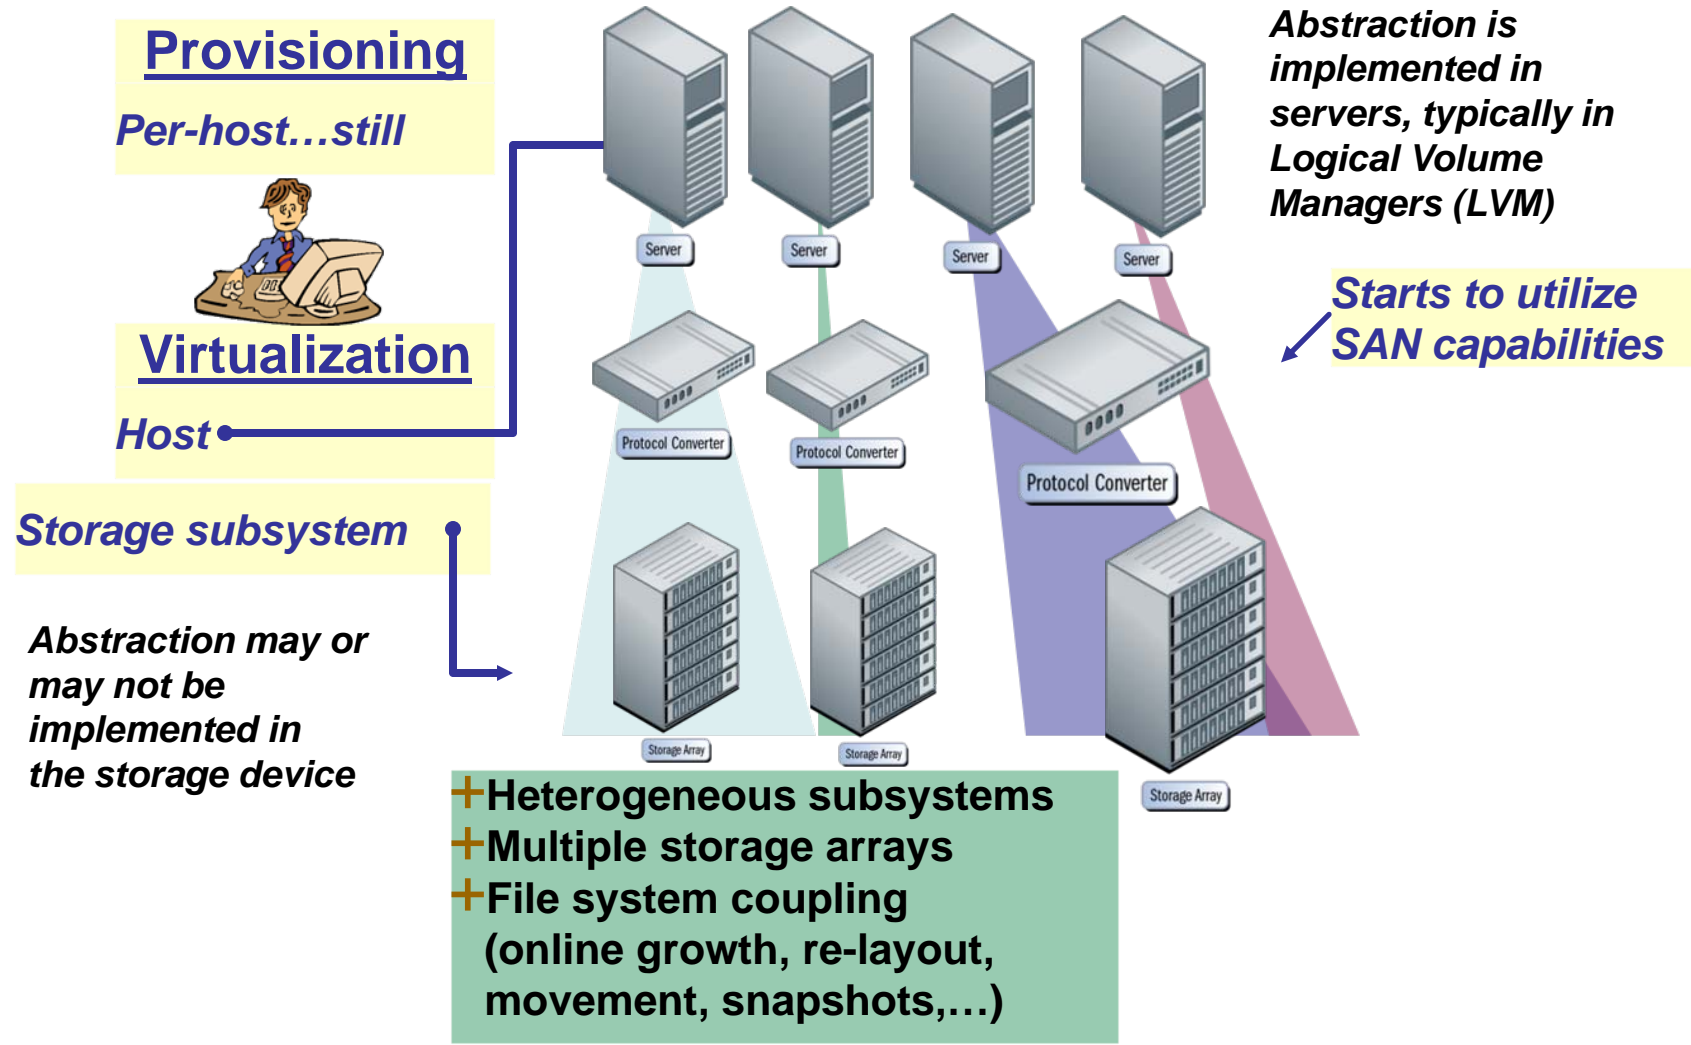 Provisioning
Per-host…still
Virtualization
Host
Storage subsystem
Abstraction may or
may not be
implemented in
the storage device
Server
Server
Server
Server
Protocol Converter
Protocol Converter
Protocol Converter
Storage Array
Storage Array
Storage Array
Abstraction is
implemented in
servers, typically in
Logical Volume
Managers (LVM)
Starts to utilize
SAN capabilities
+Heterogeneous subsystems
+Multiple storage arrays
+File system coupling
(online growth, re-layout,
movement, snapshots,…)